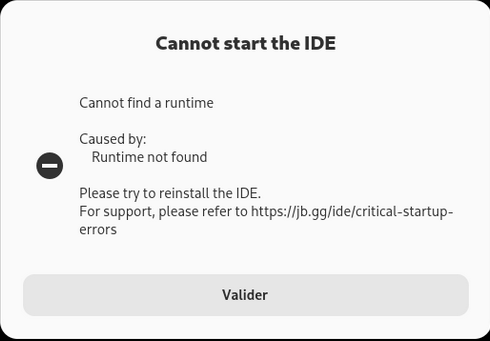 Cannot start the IDE
Cannot find a runtime
Caused by:
Runtime not found
Please try to reinstall the IDE.
For support, please refer to https://jb.gg/ide/critical-startup-
errors
Valider